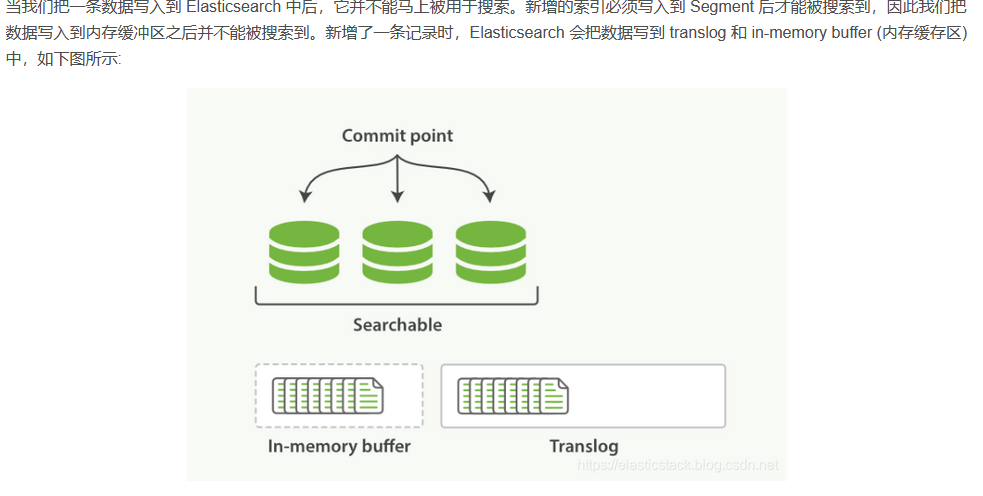 当我们把一条数据写入到 Elasticsearch 中后，它并不能马上被用于搜索。新增的索引必须写入到 Segment 后才能被搜索到，因此我们把
数据写入到内存缓冲区之后并不能被搜索到。新增了一条记录时，Elasticsearch 会把数据写到 translog 和 in-memory buffer (内存缓存区)
中，如下图所示:
Commit point
Searchable
In-memory buffer
Translog
https://elasticstack.blog.csdn.net